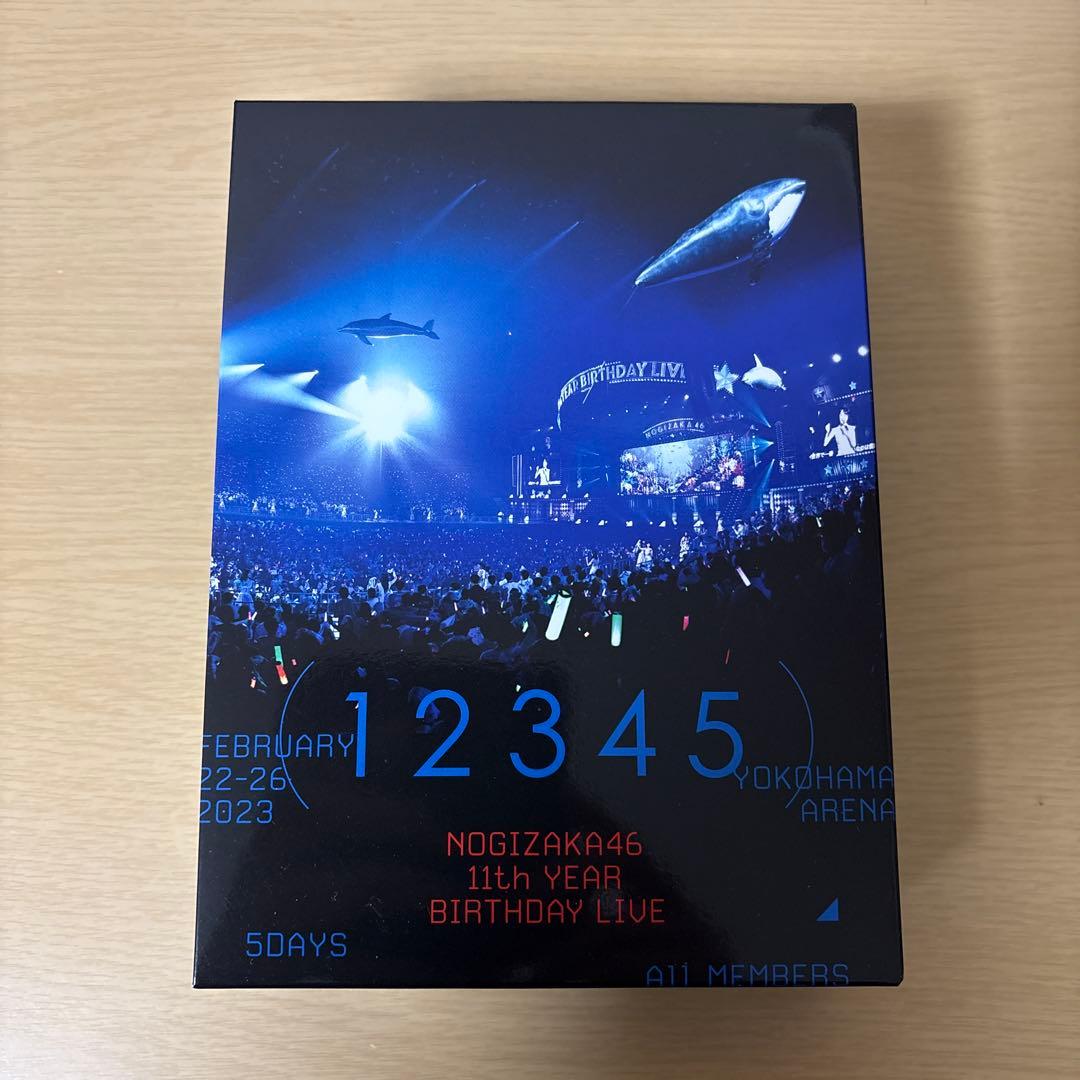 YEAR BIRTHDAY LIVE
NOGIZAKA46
1 2 3 4 5
FEBRUARY
22-26
2023
YOKOHAMA
ARENA
NOGIZAKA46
11th YEAR
BIRTHDAY LIVE
5DAYS
All MEMBERS